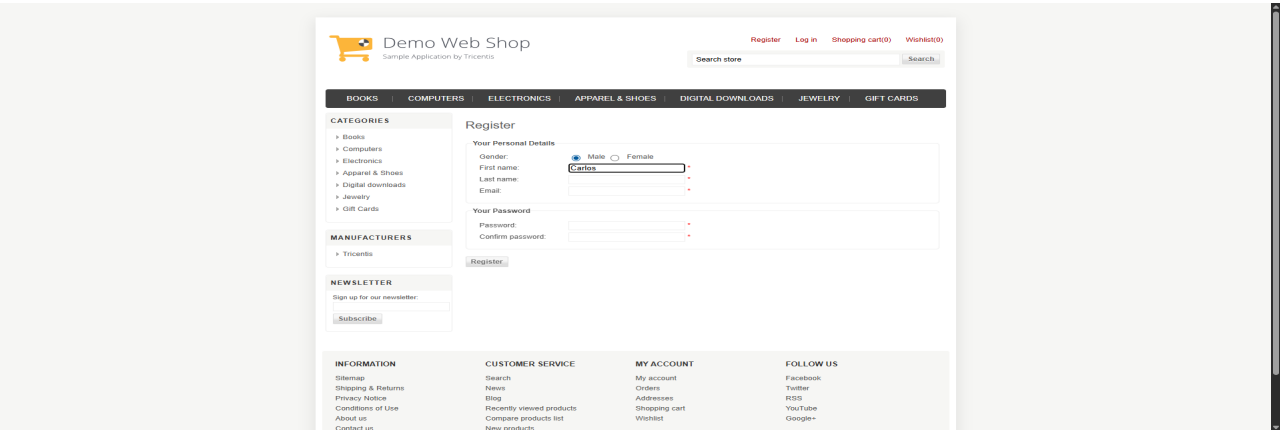 Demo Web Shop
Sample Application by Tricentis
Register Log in Shopping cart(0) Wishlist(0)
Search store Search
BOOKS COMPUTERS ELECTRONICS APPAREL & SHOES DIGITAL DOWNLOADS JEWELRY GIFT CARDS
CATEGORIES
Books
Computers
Electronics
Apparel & Shoes
Digital downloads
Jewelry
Gift Cards
MANUFACTURERS
Tricentis
NEWSLETTER
Sign up for our newsletter:
Subscribe
Register
Your Personal Details
Gender: Male Female
First name: Carlos *
Last name: *
Email: *
Your Password
Password: *
Confirm password: *
Register
INFORMATION
Sitemap
Shipping & Returns
Privacy Notice
Conditions of Use
About us
Contact us
CUSTOMER SERVICE
Search
News
Blog
Recently viewed products
Compare products list
New products
MY ACCOUNT
My account
Orders
Addresses
Shopping cart
Wishlist
FOLLOW US
Facebook
Twitter
RSS
YouTube
Google+